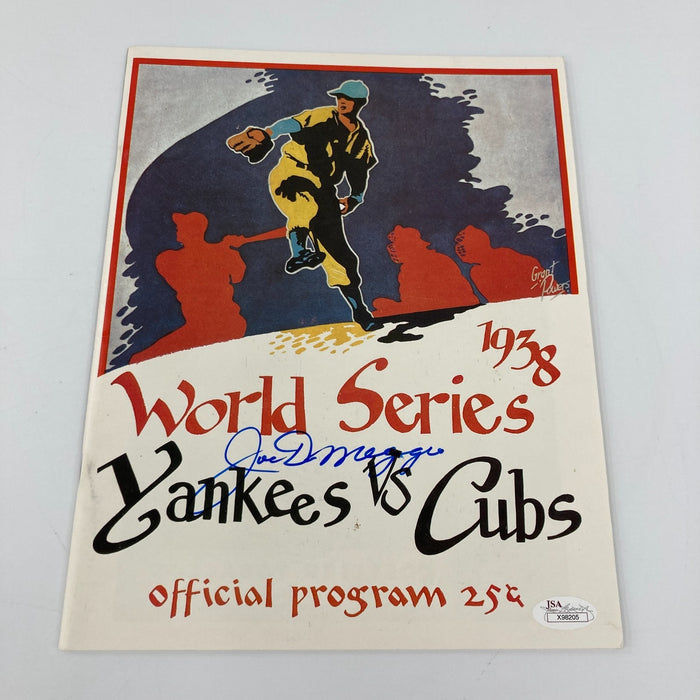 Grant
Powers
1938
World Series
Joe DiMaggio
Yankees vs Cubs
official program 25¢
JSA
X98205